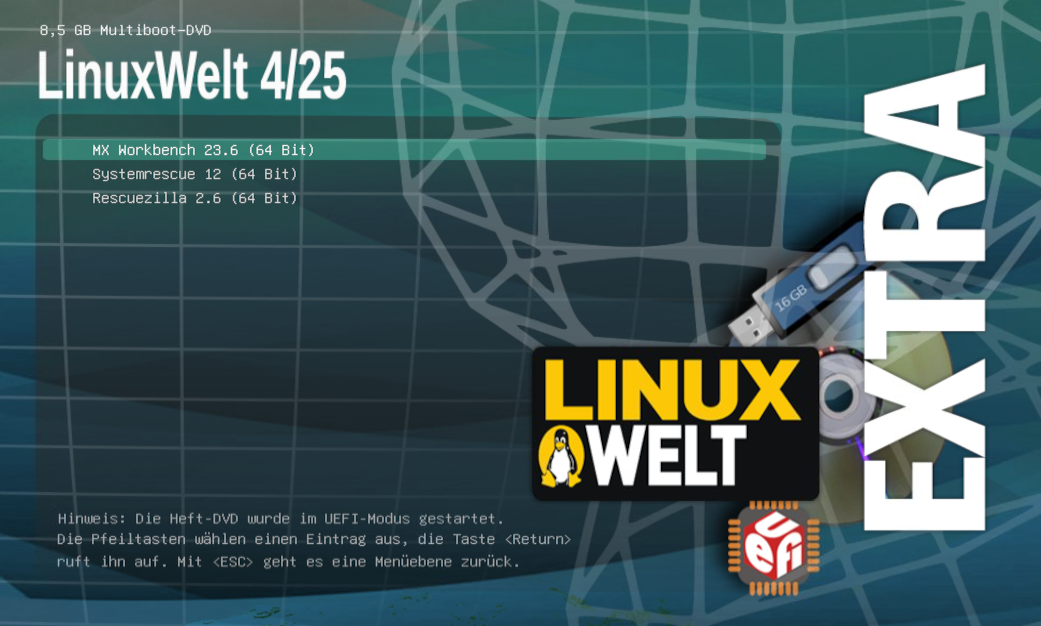 8,5 GB Multiboot-DVD
LinuxWelt 4/25
MX Workbench 23.6 (64 Bit)
Systemrescue 12 (64 Bit)
Rescuezilla 2.6 (64 Bit)
EXTRA
16 GB
LINUX
WELT
Hinweis: Die Heft-DVD wurde im UEFI-Modus gestartet.
Die Pfeiltasten wählen einen Eintrag aus, die Taste <Return>
ruft ihn auf. Mit <ESC> geht es eine Menüebene zurück.
UEFI